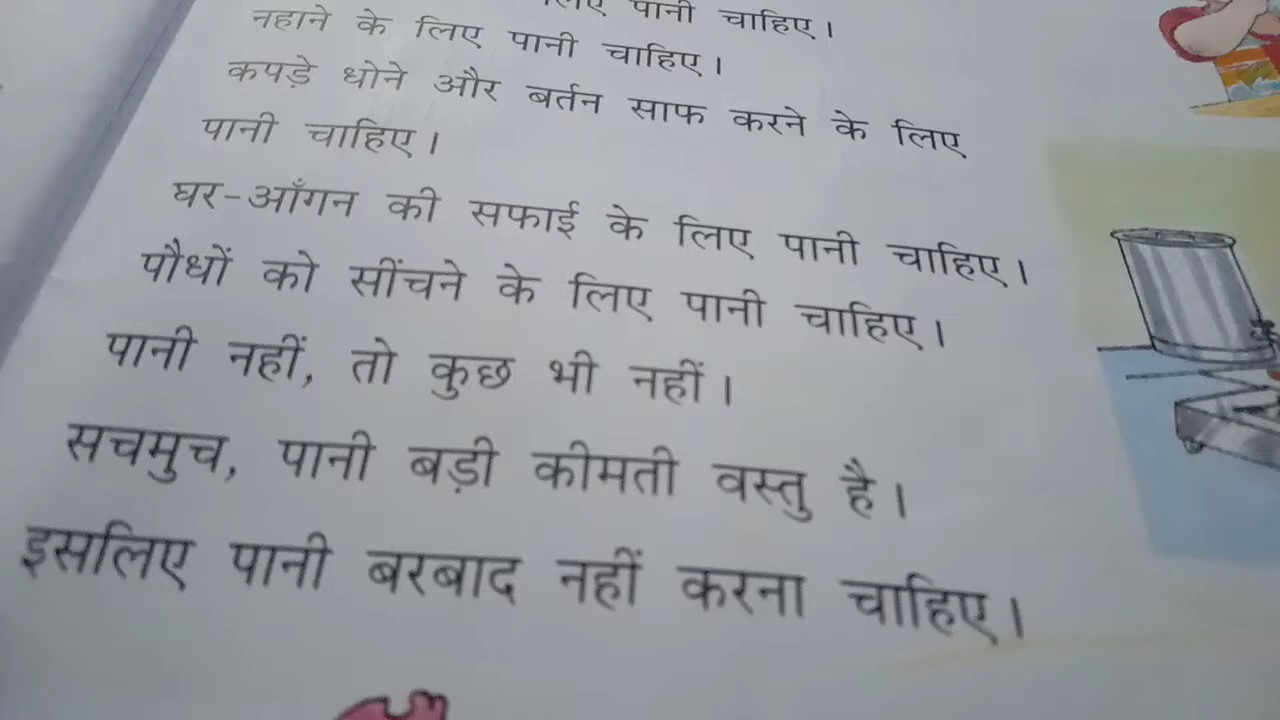 लिए पानी चाहिए।
नहाने के लिए पानी चाहिए।
कपड़े धोने और बर्तन साफ करने के लिए
पानी चाहिए।
घर-आँगन की सफाई के लिए पानी चाहिए।
पौधों को सींचने के लिए पानी चाहिए।
पानी नहीं, तो कुछ भी नहीं।
सचमुच, पानी बड़ी कीमती वस्तु है।
इसलिए पानी बरबाद नहीं करना चाहिए।